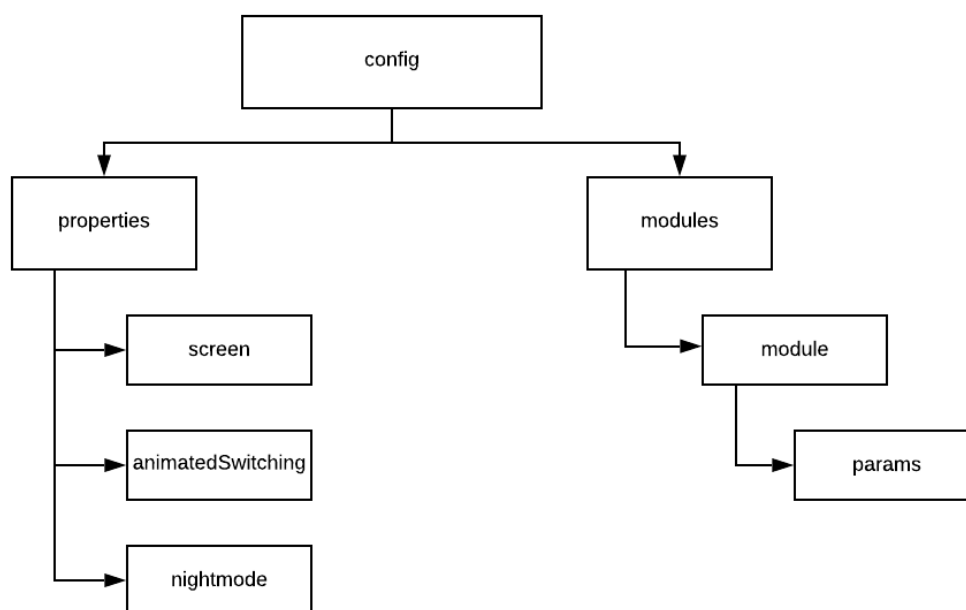 config
properties
modules
screen
module
animatedSwitching
params
nightmode